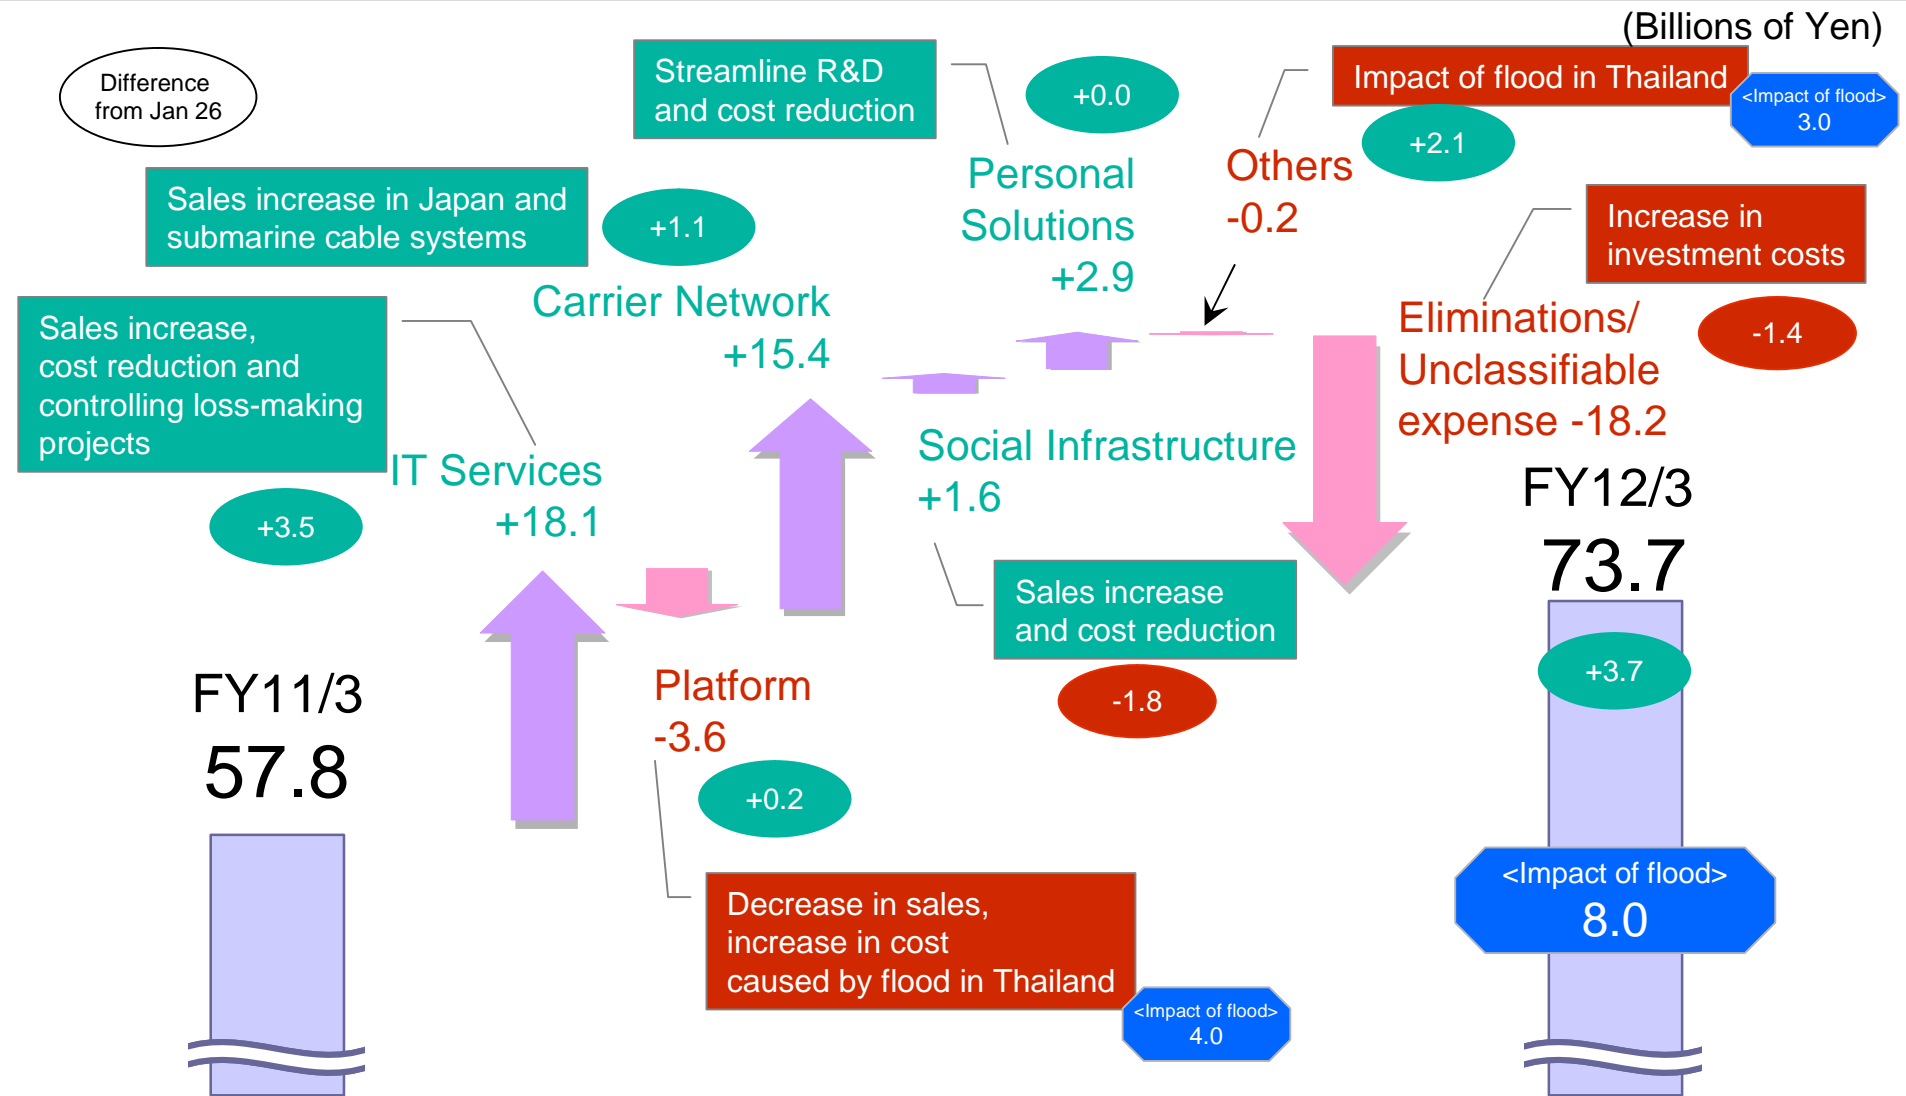 (Billions of Yen)
Difference
from Jan 26
Streamline R&D
and cost reduction
+0.0
Impact of flood in Thailand
<Impact of flood>
3.0
+2.1
Sales increase in Japan and
submarine cable systems
+1.1
Personal
Solutions
+2.9
Others
-0.2
Increase in
investment costs
-1.4
Sales increase,
cost reduction and
controlling loss-making
projects
+3.5
Carrier Network
+15.4
Eliminations/
Unclassifiable
expense -18.2
IT Services
+18.1
Social Infrastructure
+1.6
Sales increase
and cost reduction
-1.8
FY12/3
73.7
+3.7
<Impact of flood>
8.0
FY11/3
57.8
Platform
-3.6
+0.2
Decrease in sales,
increase in cost
caused by flood in Thailand
<Impact of flood>
4.0